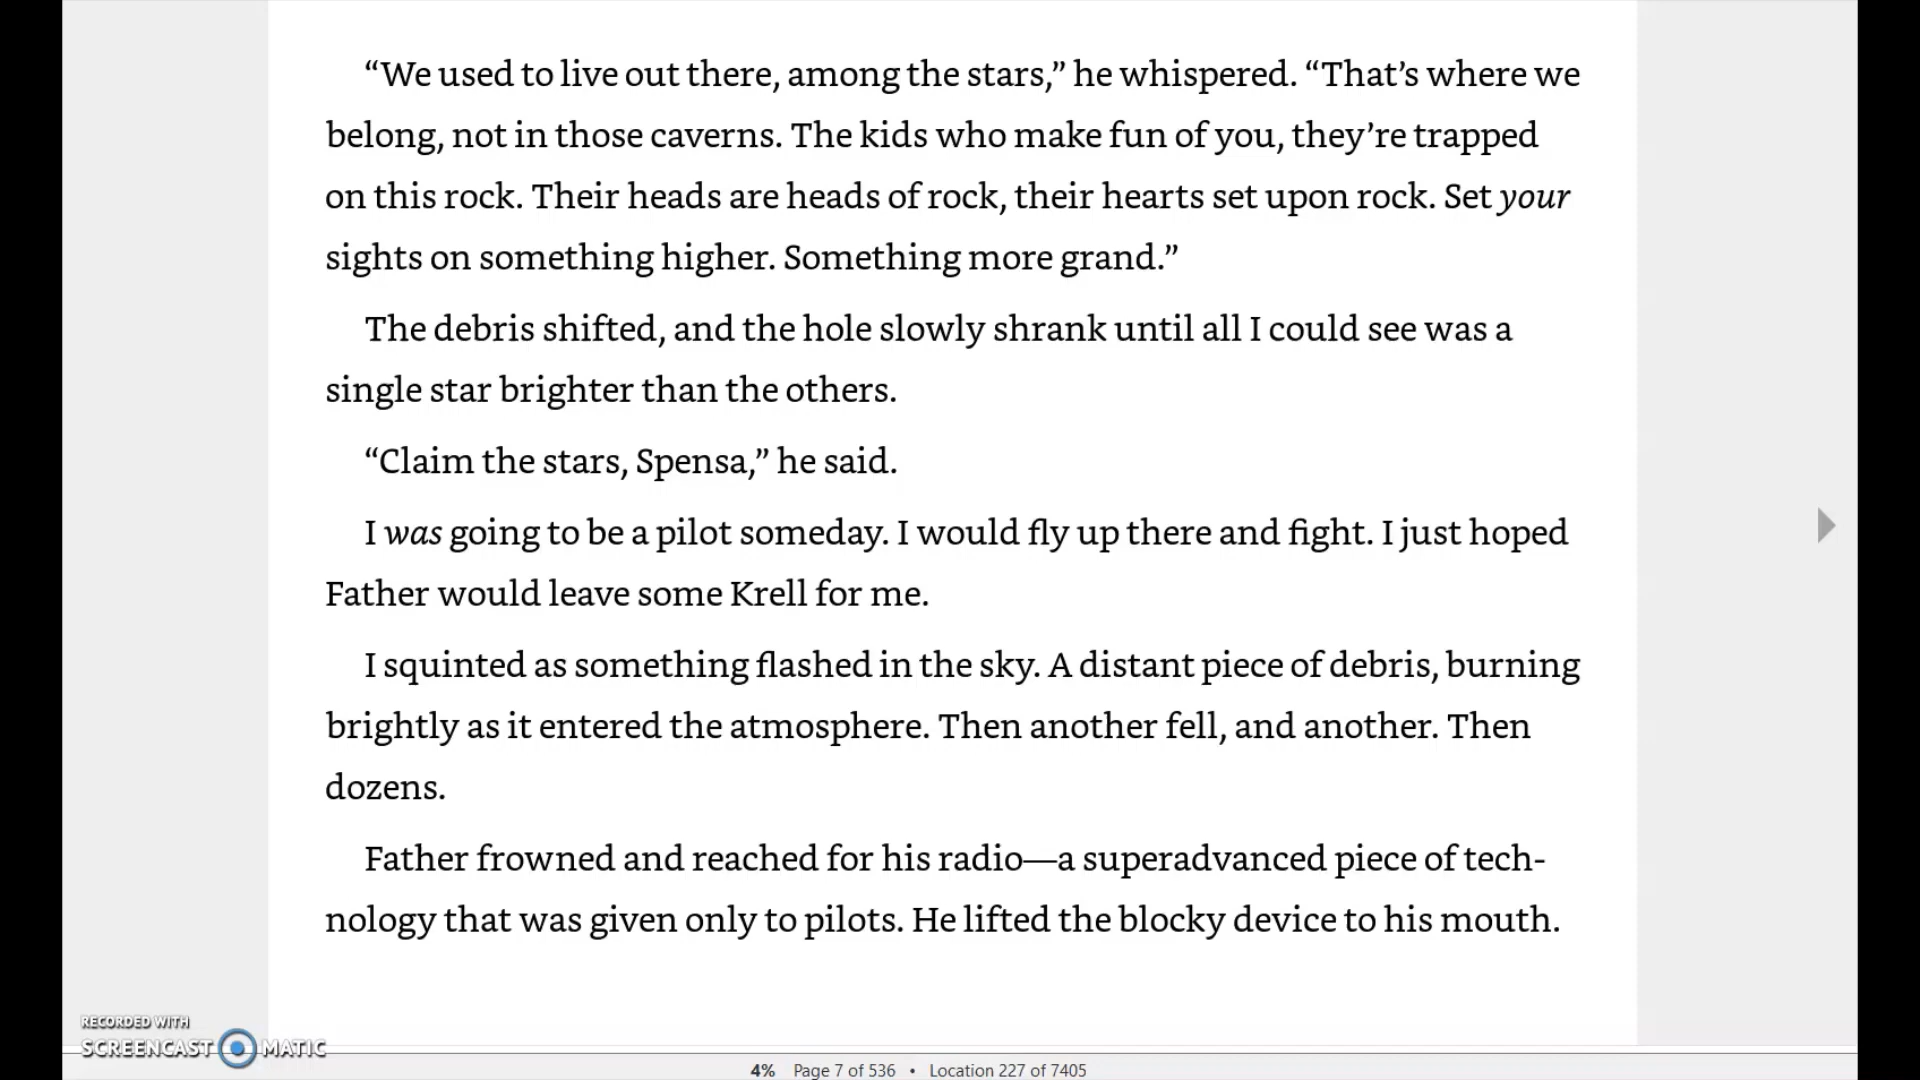 “We used to live out there, among the stars,” he whispered. “That’s where we
belong, not in those caverns. The kids who make fun of you, they’re trapped
on this rock. Their heads are heads of rock, their hearts set upon rock. Set your
sights on something higher. Something more grand.”
The debris shifted, and the hole slowly shrank until all I could see was a
single star brighter than the others.
“Claim the stars, Spensa,” he said.
I was going to be a pilot someday. I would fly up there and fight. I just hoped
Father would leave some Krell for me.
I squinted as something flashed in the sky. A distant piece of debris, burning
brightly as it entered the atmosphere. Then another fell, and another. Then
dozens.
Father frowned and reached for his radio—a superadvanced piece of tech-
nology that was given only to pilots. He lifted the blocky device to his mouth.
RECORDED WITH
SCREENCAST MATIC
4% Page 7 of 536 • Location 227 of 7405